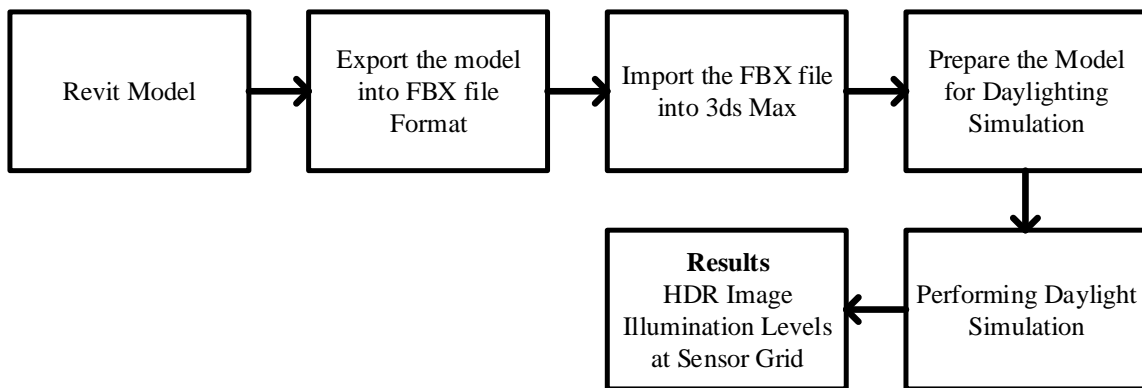 Revit Model
Export the model
into FBX file
Format
Import the FBX file
into 3ds Max
Prepare the Model
for Daylighting
Simulation
Performing Daylight
Simulation
Results
HDR Image
Illumination Levels
at Sensor Grid